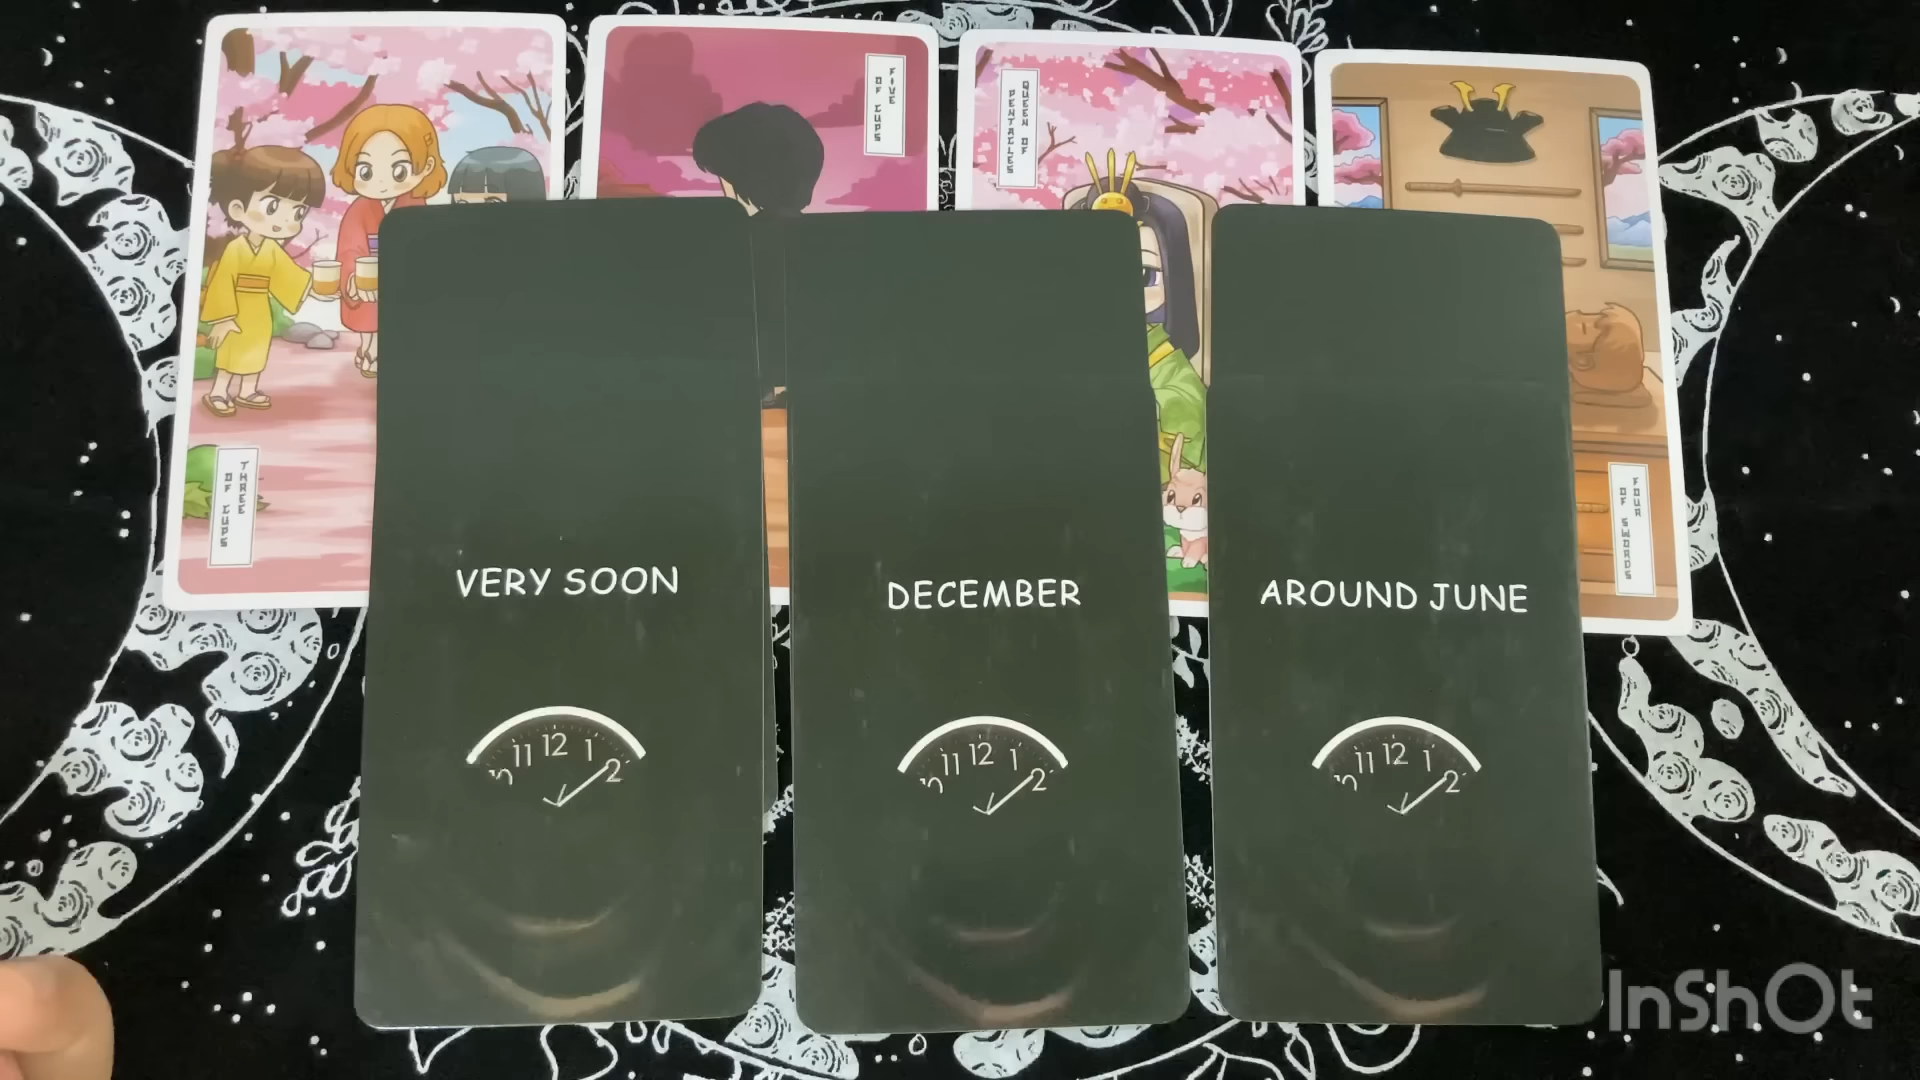 FIVE
OF CUPS
QUEEN OF
PENTACLES
THREE
OF CUPS
FOUR
OF SWORDS
VERY SOON
DECEMBER
AROUND JUNE
11 12 1 2
11 12 1 2
11 12 1 2
InShOt